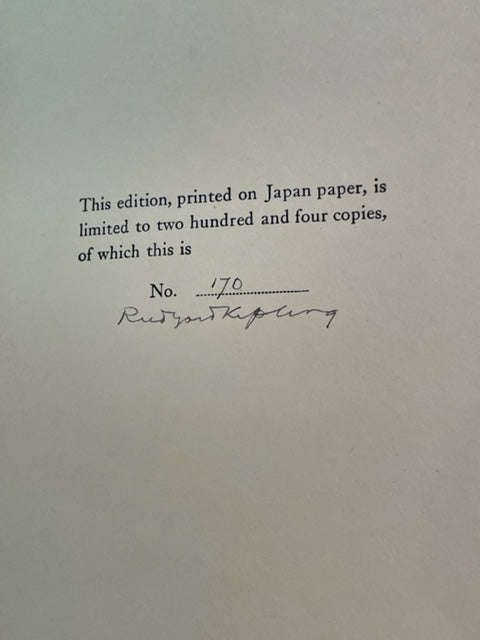 This edition, printed on Japan paper, is
limited to two hundred and four copies,
of which this is
No. 170
Rudyard Kipling